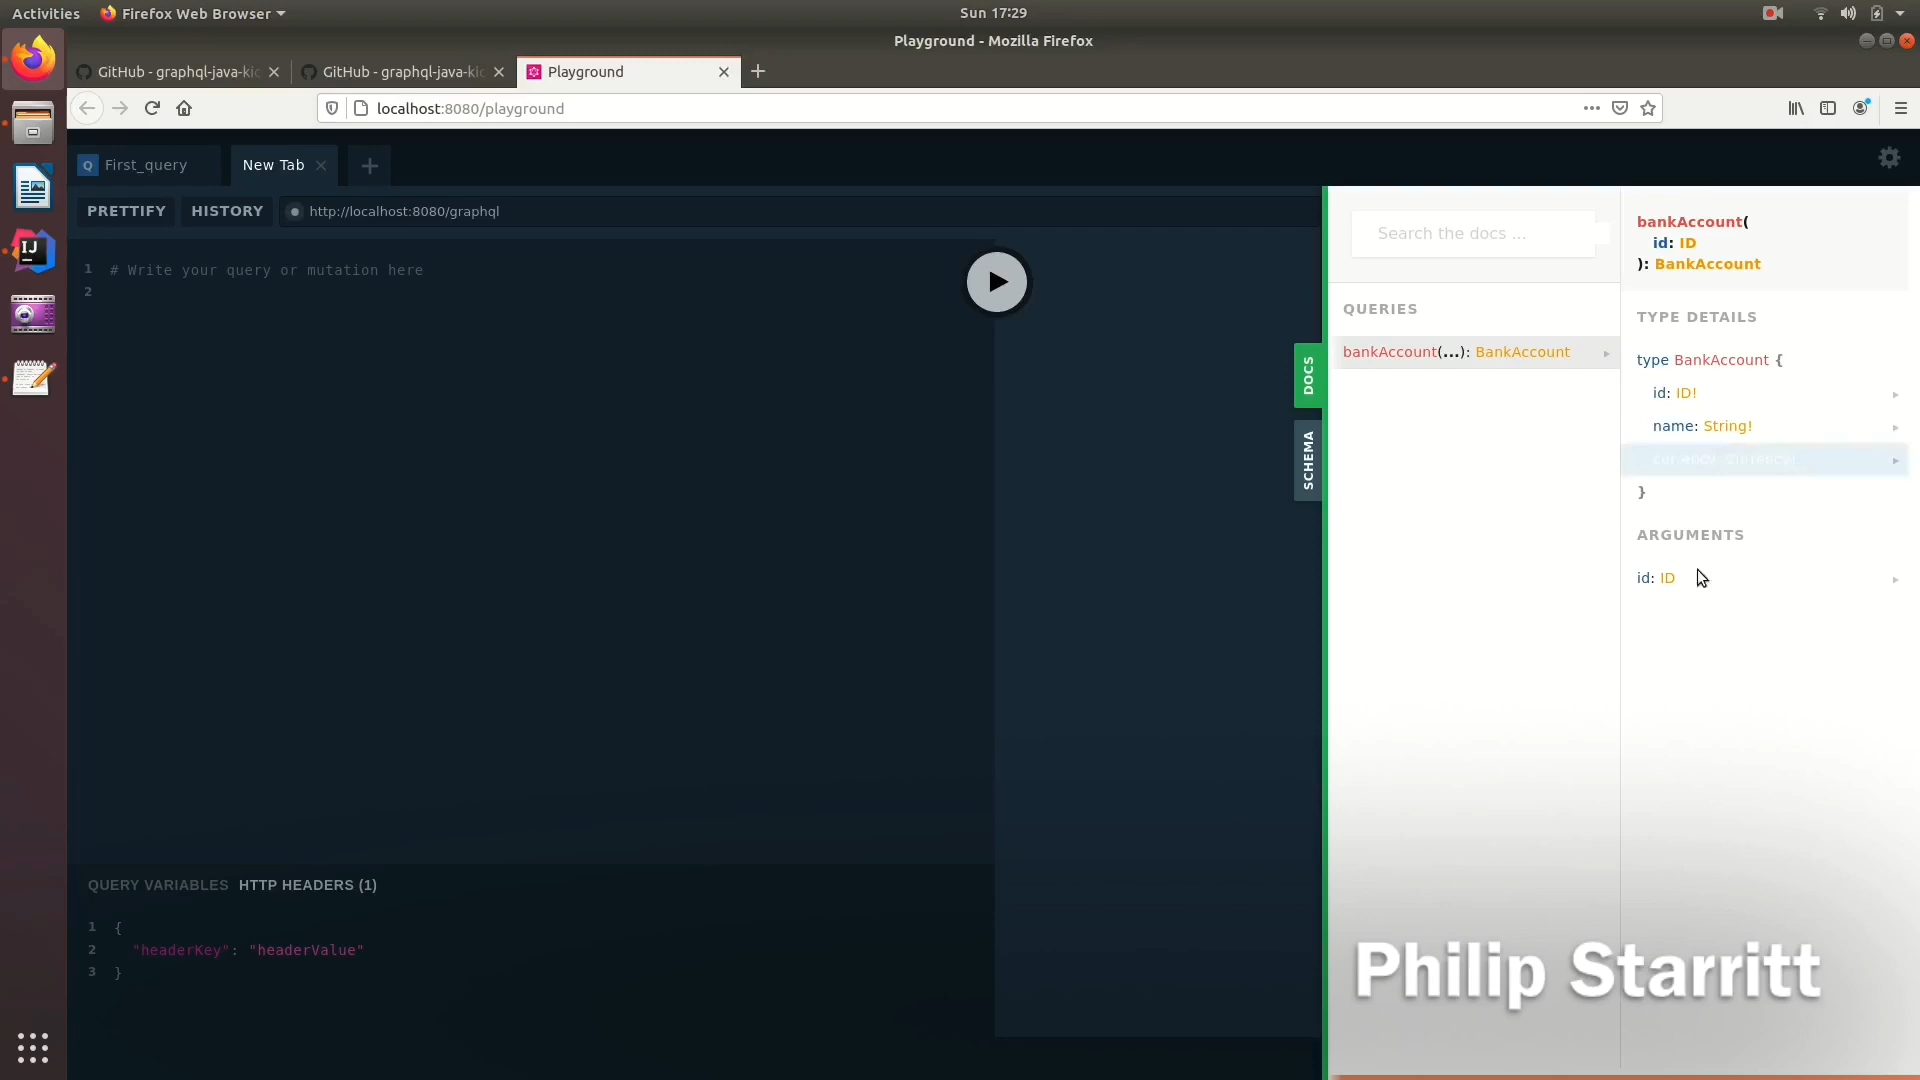 Activities
Firefox Web Browser
Sun 17:29
Playground - Mozilla Firefox
GitHub - graphql-java-kic
GitHub - graphql-java-kic
Playground
localhost:8080/playground
Q First_query
New Tab
PRETTIFY
HISTORY
http://localhost:8080/graphql
1 # Write your query or mutation here
2
QUERY VARIABLES HTTP HEADERS (1)
1 {
2 "headerKey": "headerValue"
3 }
DOCS
SCHEMA
Search the docs ...
QUERIES
bankAccount(...): BankAccount
bankAccount(
id: ID
): BankAccount
TYPE DETAILS
type BankAccount {
id: ID!
name: String!
currency: Currency!
}
ARGUMENTS
id: ID
IJ
Philip Starritt